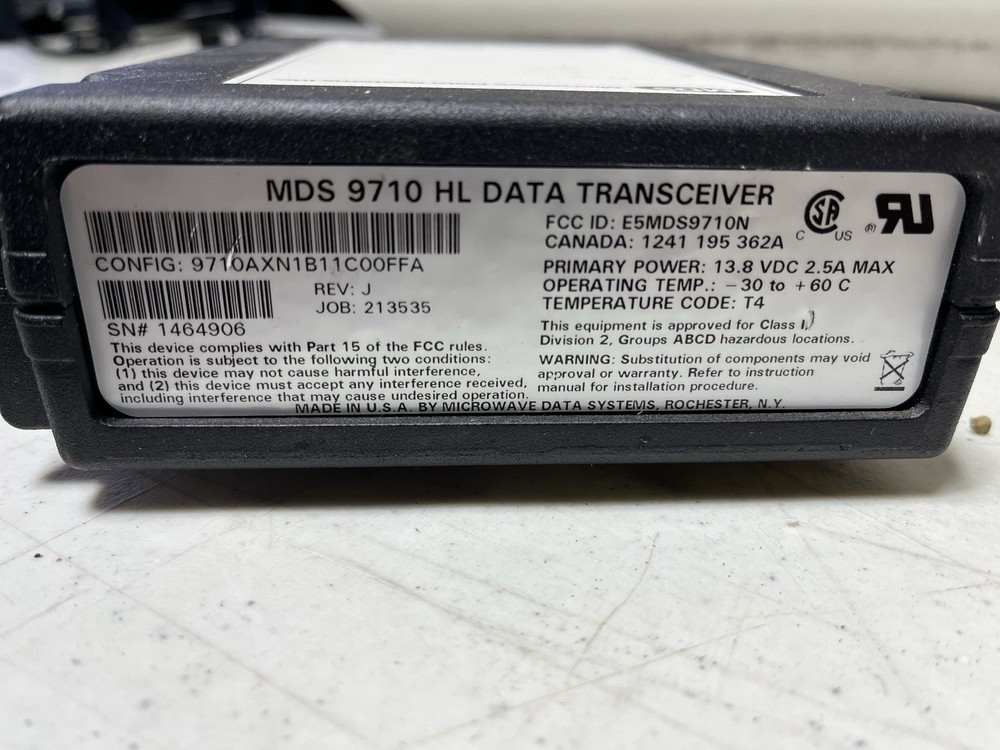 MDS 9710 HL DATA TRANSCEIVER
CONFIG: 9710AXN1B11C00FFA
REV: J
JOB: 213535
SN# 1464906
This device complies with Part 15 of the FCC rules.
Operation is subject to the following two conditions:
(1) this device may not cause harmful interference,
and (2) this device must accept any interference received,
including interference that may cause undesired operation.
FCC ID: E5MDS9710N
CANADA: 1241 195 362A
PRIMARY POWER: 13.8 VDC 2.5A MAX
OPERATING TEMP.: -30 to +60 C
TEMPERATURE CODE: T4
This equipment is approved for Class I,
Division 2, Groups ABCD hazardous locations.
WARNING: Substitution of components may void
approval or warranty. Refer to instruction
manual for installation procedure.
C SA US ® RU
MADE IN U.S.A. BY MICROWAVE DATA SYSTEMS, ROCHESTER, N.Y.